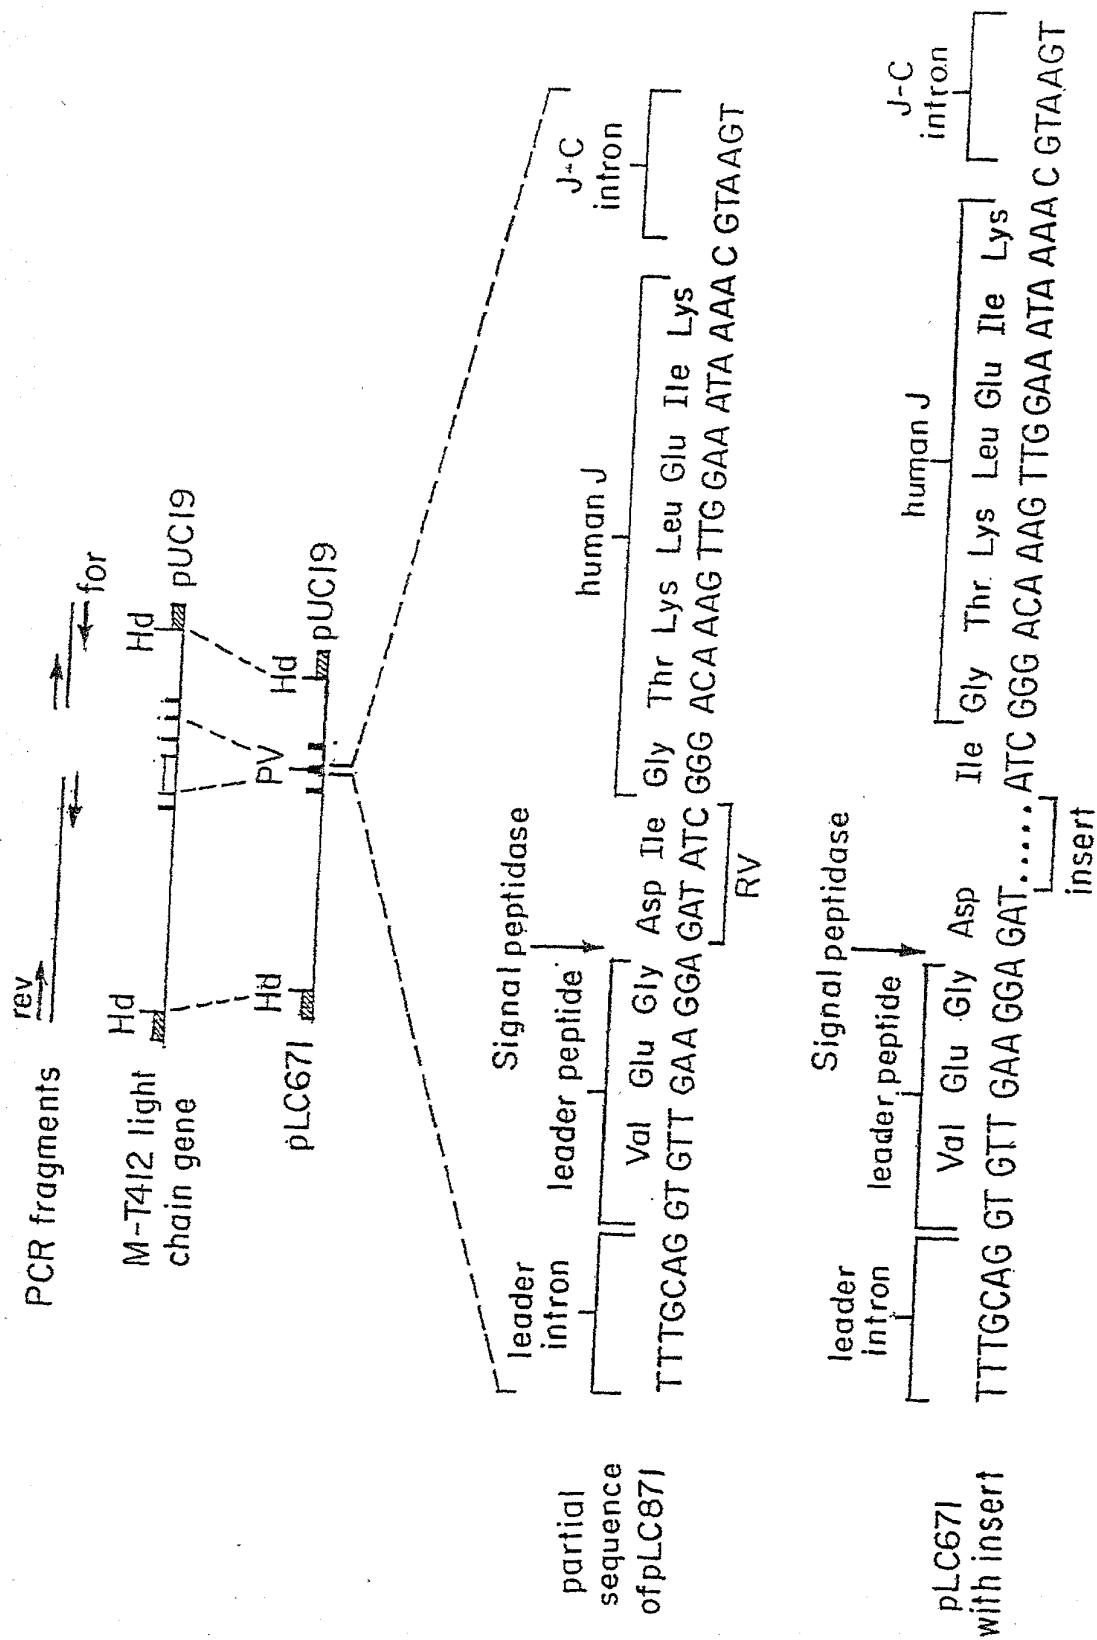 PCR fragments
rev
for
M-T412 light
chain gene
Hd
Hd
pUC19
pLC671
Hd
PV
Hd
pUC19
Signal peptidase
leader
intron
leader peptide
human J
J-C
intron
Val Glu Gly Asp Ile Gly Thr Lys Leu Glu Ile Lys
TTTGCAG GT GTT GAA GGA GAT ATC GGG ACA AAG TTG GAA ATA AAA C GTAAGT
RV
partial
sequence
of pLC871
Signal peptidase
leader
intron
leader peptide
human J
J-C
intron
Val Glu Gly Asp Ile Gly Thr Lys Leu Glu Ile Lys
TTTGCAG GT GTT GAA GGA GAT......ATC GGG ACA AAG TTG GAA ATA AAA C GTAAGT
insert
pLC671
with insert